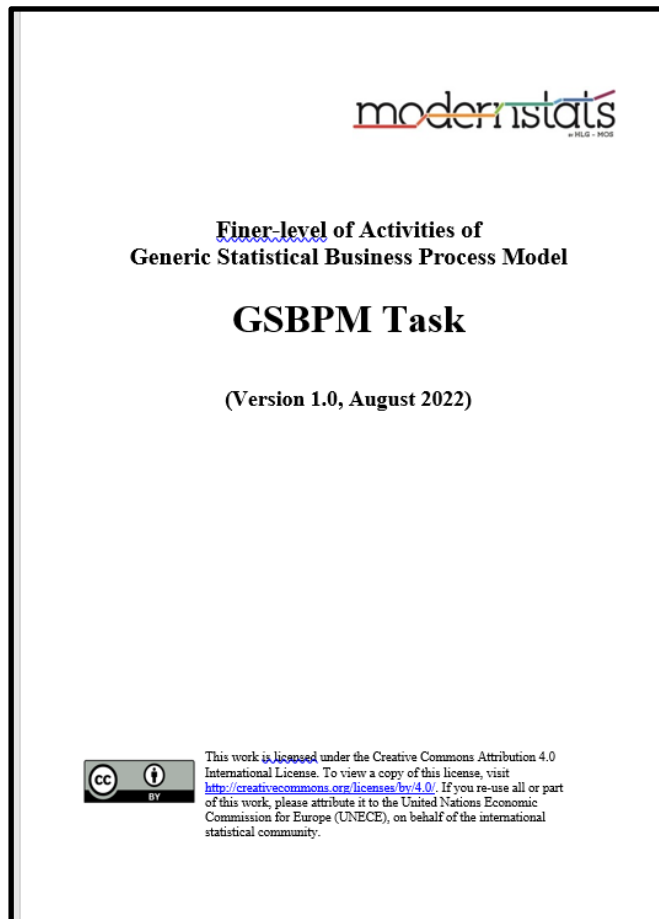 modernstats
BY HLG - MOS
Finer-level of Activities of
Generic Statistical Business Process Model
GSBPM Task
(Version 1.0, August 2022)
cc
BY
This work is licensed under the Creative Commons Attribution 4.0
International License. To view a copy of this license, visit
http://creativecommons.org/licenses/by/4.0/. If you re-use all or part
of this work, please attribute it to the United Nations Economic
Commission for Europe (UNECE), on behalf of the international
statistical community.